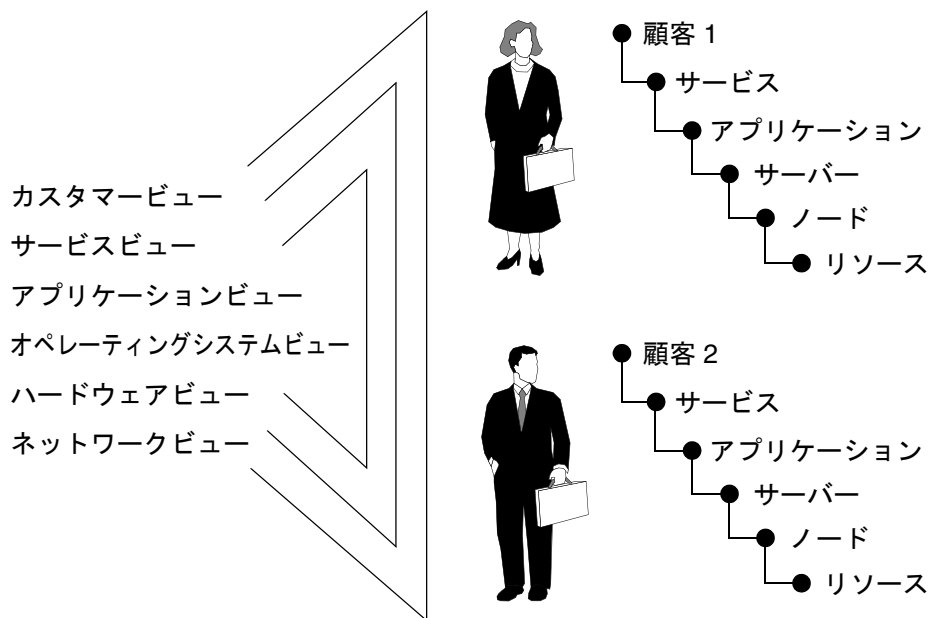 カスタマービュー
サービスビュー
アプリケーションビュー
オペレーティングシステムビュー
ハードウェアビュー
ネットワークビュー
顧客 1
サービス
アプリケーション
サーバー
ノード
リソース
顧客 2
サービス
アプリケーション
サーバー
ノード
リソース